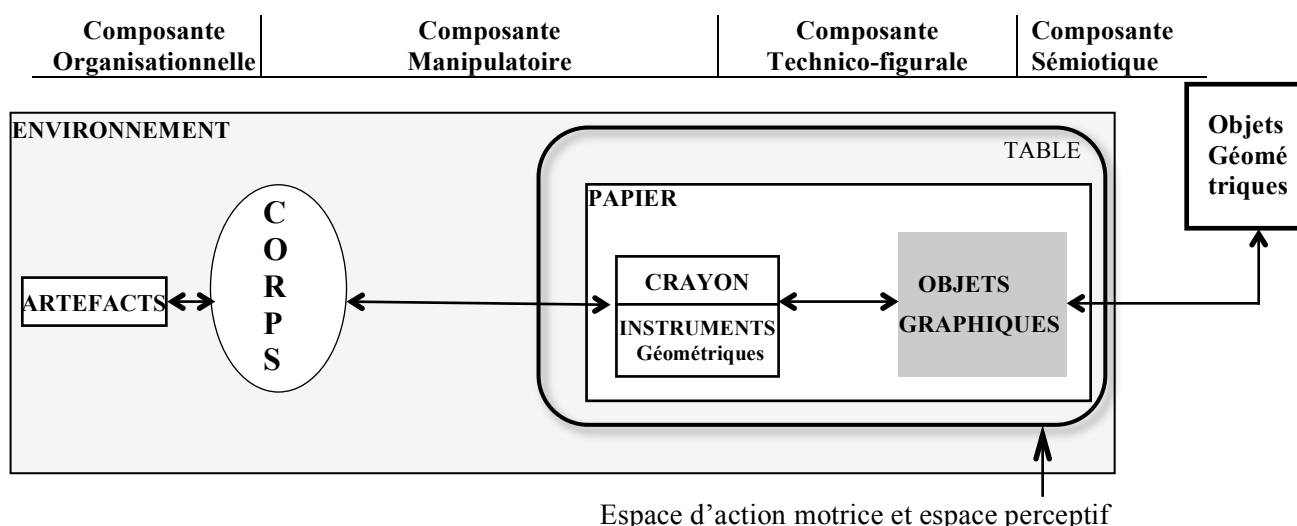 Composante Composante Composante Composante
Organisationnelle Manipulatoire Technico-figurale Sémiotique
ENVIRONNEMENT
TABLE
PAPIER
Objets
Géomé
triques
C
O
R
P
S
ARTEFACTS
CRAYON
INSTRUMENTS
Géométriques
OBJETS
GRAPHIQUES
Espace d’action motrice et espace perceptif